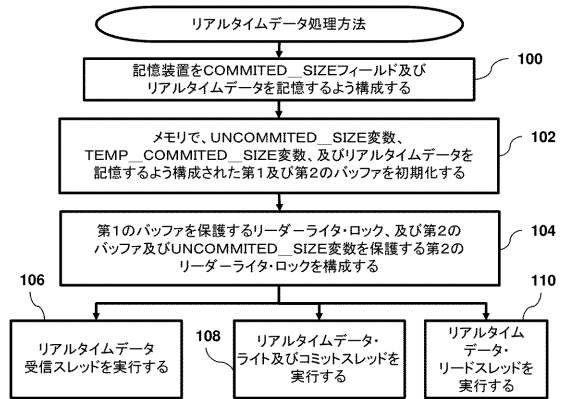 リアルタイムデータ処理方法
100
記憶装置をCOMMITED__SIZEフィールド及び
リアルタイムデータを記憶するよう構成する
102
メモリで、UNCOMMITED__SIZE変数、
TEMP__COMMITED__SIZE変数、及びリアルタイムデータを
記憶するよう構成された第1及び第2のバッファを初期化する
104
第1のバッファを保護するリーダーライタ・ロック、及び第2の
バッファ及びUNCOMMITED__SIZE変数を保護する第2の
リーダーライタ・ロックを構成する
106
リアルタイムデータ
受信スレッドを実行する
108
リアルタイムデータ・
ライト及びコミットスレッドを
実行する
110
リアルタイム
データ・
リードスレッド
を実行する